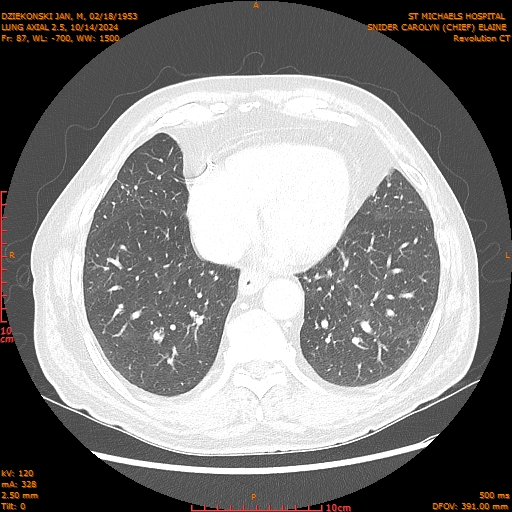 A
DZIEKONSKI JAN, M, 02/18/1953
LUNG AXIAL 2.5, 10/14/2024
Fr: 87, WL: -700, WW: 1500
ST MICHAELS HOSPITAL
SNIDER CAROLYN (CHIEF) ELAINE
Revolution CT
R
L
10
cm
kV: 120
mA: 328
2.50 mm
Tilt: 0
P
10cm
500 ms
DFOV: 391.00 mm